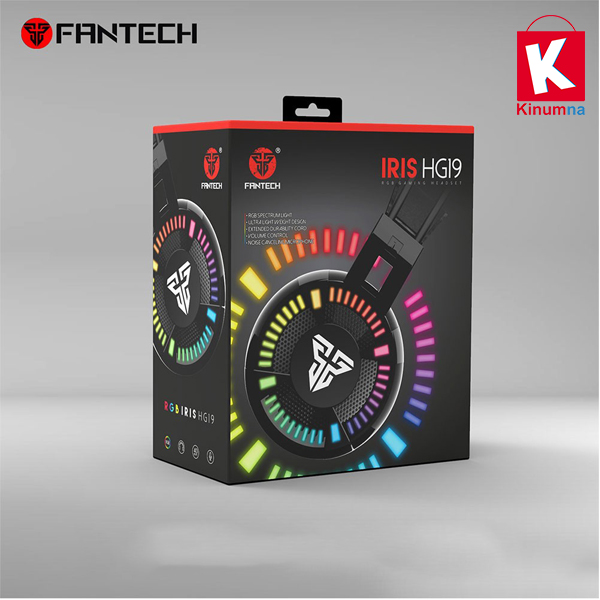 FANTECH
K
Kinumna
FANTECH
FANTECH
IRIS HG19
RGB GAMING HEADSET
RGB SPECTRUM LIGHT
ULTRA LIGHT WEIGHT DESIGN
EXTENDED DURABILITY CORD
VOLUME CONTROL
RGB IRIS HG19